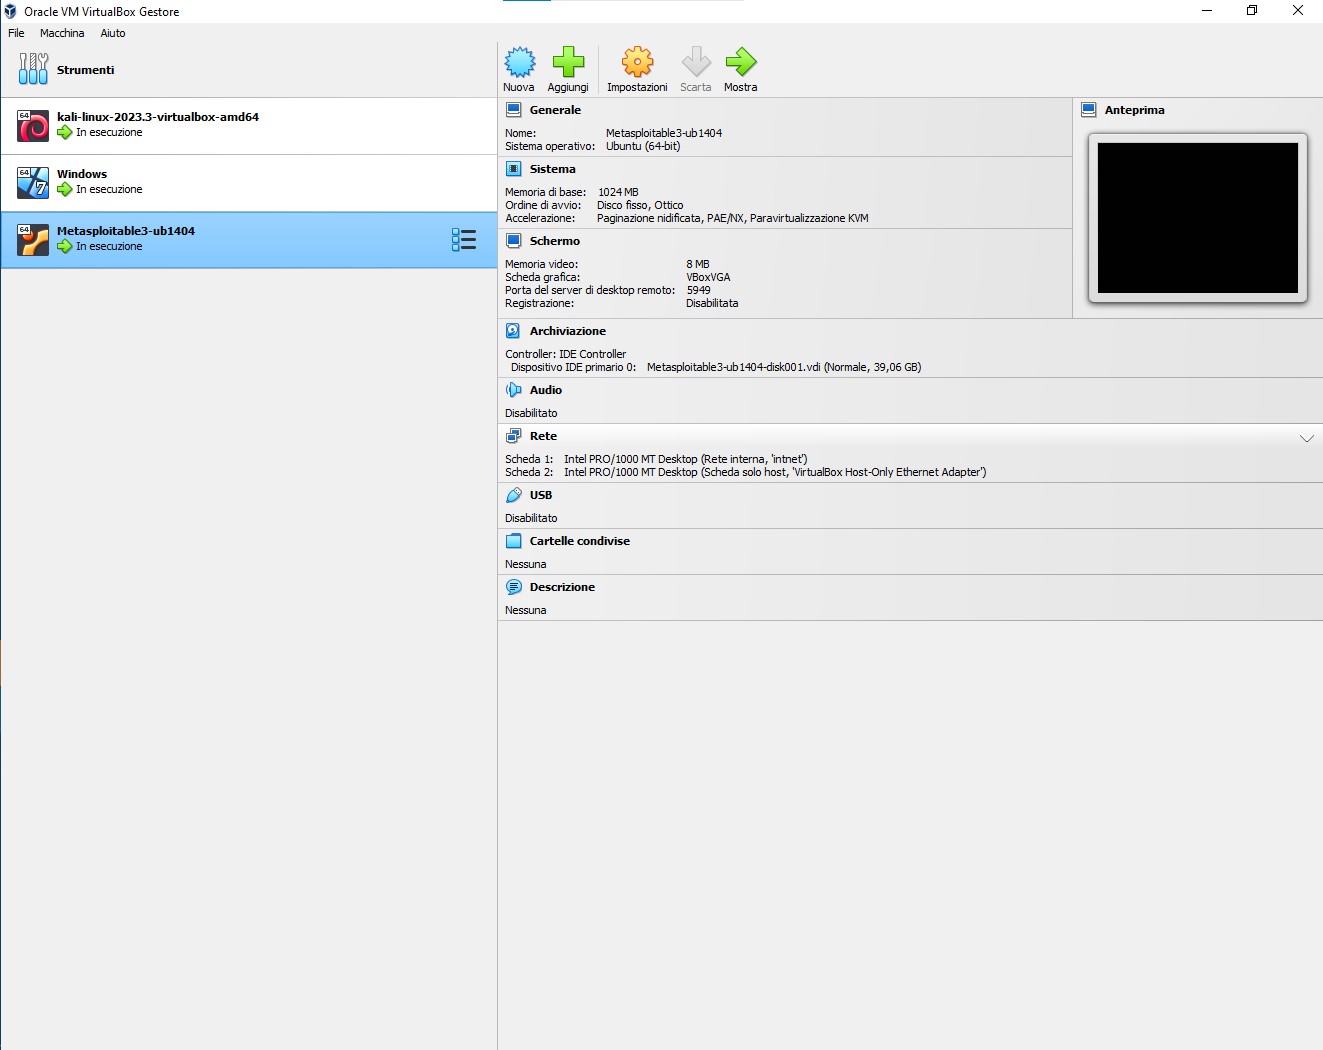 Oracle VM VirtualBox Gestore
File Macchina Aiuto
Strumenti
Nuova Aggiungi Impostazioni Scarta Mostra
64
kali-linux-2023.3-virtualbox-amd64
In esecuzione
64
7
Windows
In esecuzione
64
Metasploitable3-ub1404
In esecuzione
Generale
Nome: Metasploitable3-ub1404
Sistema operativo: Ubuntu (64-bit)
Anteprima
Sistema
Memoria di base: 1024 MB
Ordine di avvio: Disco fisso, Ottico
Accelerazione: Paginazione nidificata, PAE/NX, Paravirtualizzazione KVM
Schermo
Memoria video: 8 MB
Scheda grafica: VBoxVGA
Porta del server di desktop remoto: 5949
Registrazione: Disabilitata
Archiviazione
Controller: IDE Controller
Dispositivo IDE primario 0: Metasploitable3-ub1404-disk001.vdi (Normale, 39,06 GB)
Audio
Disabilitato
Rete
Scheda 1: Intel PRO/1000 MT Desktop (Rete interna, 'intnet')
Scheda 2: Intel PRO/1000 MT Desktop (Scheda solo host, 'VirtualBox Host-Only Ethernet Adapter')
USB
Disabilitato
Cartelle condivise
Nessuna
Descrizione
Nessuna